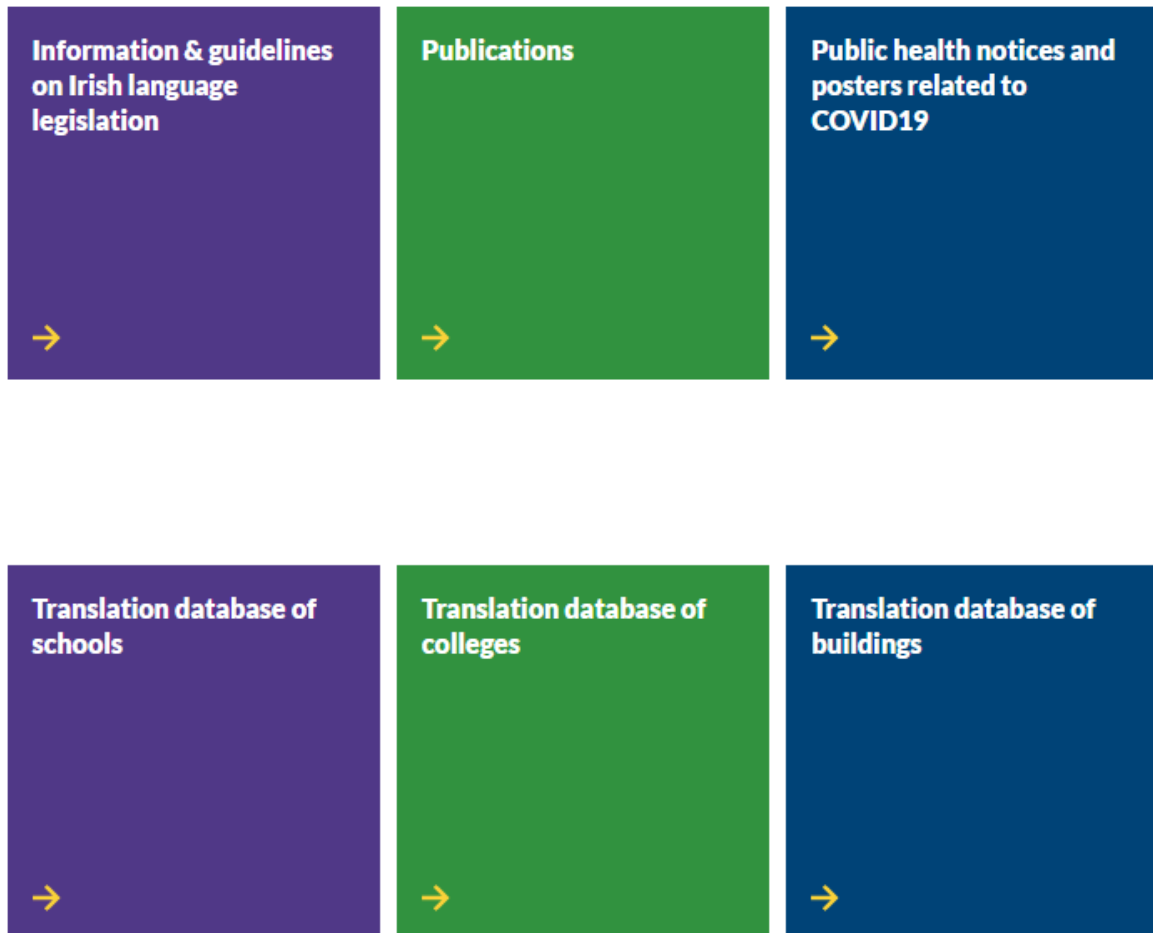 Information & guidelines
on Irish language
legislation
Publications
Public health notices and
posters related to
COVID19
Translation database of
schools
Translation database of
colleges
Translation database of
buildings